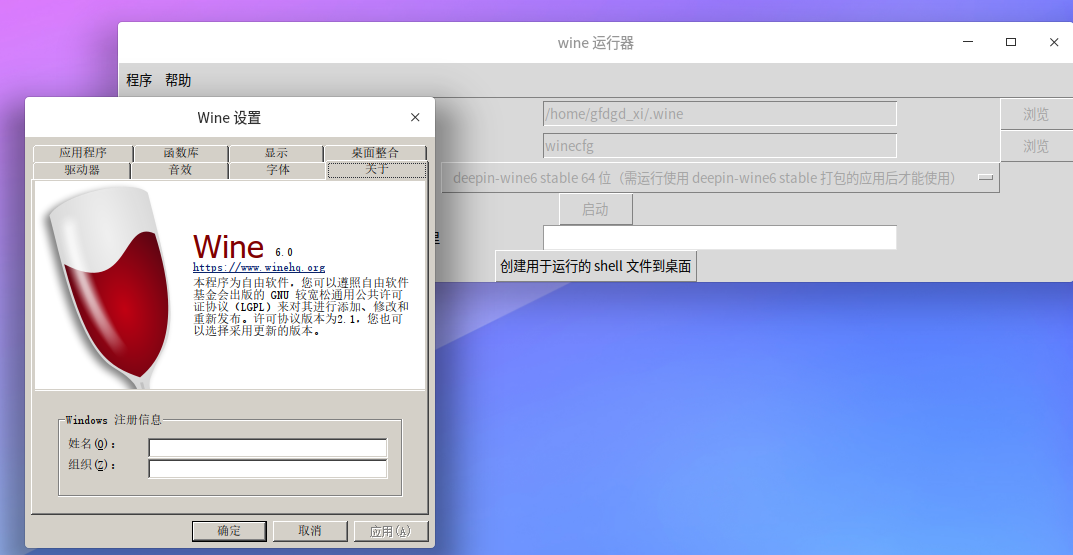 wine 运行器
程序 帮助
/home/gfdgd_xi/.wine
浏览
winecfg
浏览
deepin-wine6 stable 64 位（需运行使用 deepin-wine6 stable 打包的应用后才能使用）
启动
创建用于运行的 shell 文件到桌面
Wine 设置
应用程序 函数库 显示 桌面整合
驱动器 音效 字体 关于
Wine 6.0
https://www.winehq.org
本程序为自由软件，您可以遵照自由软件
基金会出版的 GNU 较宽松通用公共许可
证协议（LGPL）来对其进行添加、修改和
重新发布。许可协议版本为2.1，您也可
以选择采用更新的版本。
Windows 注册信息
姓名(O)：
组织(Z)：
确定 取消 应用(A)